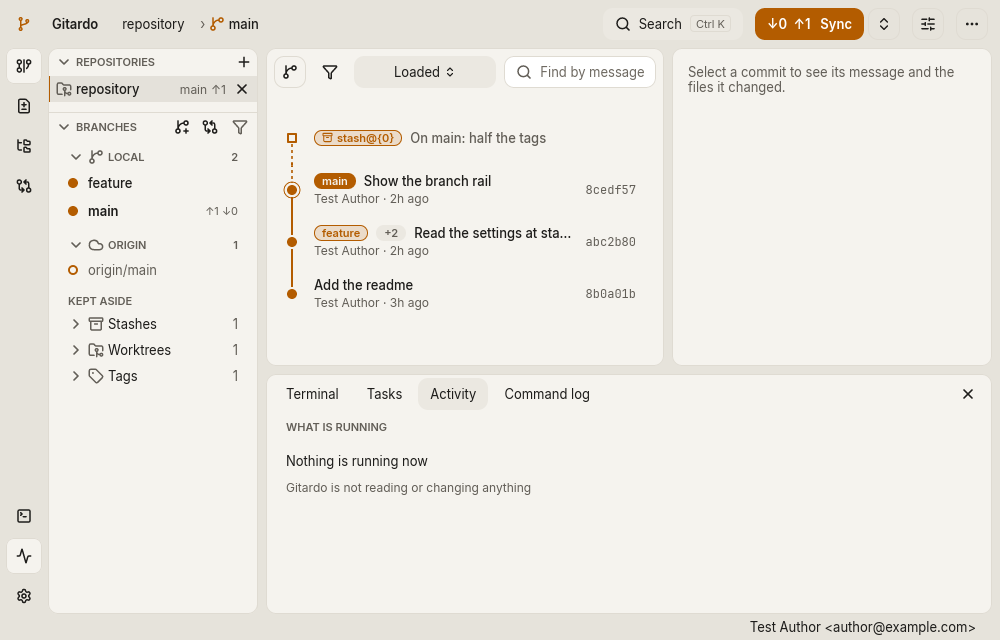 Gitardo repository › main Search Ctrl K ↓0 ↑1 Sync
REPOSITORIES
repository main ↑1
BRANCHES
LOCAL 2
feature
main ↑1 ↓0
ORIGIN 1
origin/main
KEPT ASIDE
Stashes 1
Worktrees 1
Tags 1
Loaded Find by message
stash@{0} On main: half the tags
main Show the branch rail
Test Author · 2h ago 8cedf57
feature +2 Read the settings at sta...
Test Author · 2h ago abc2b80
Add the readme
Test Author · 3h ago 8b0a01b
Select a commit to see its message and the
files it changed.
Terminal Tasks Activity Command log
WHAT IS RUNNING
Nothing is running now
Gitardo is not reading or changing anything
Test Author <author@example.com>